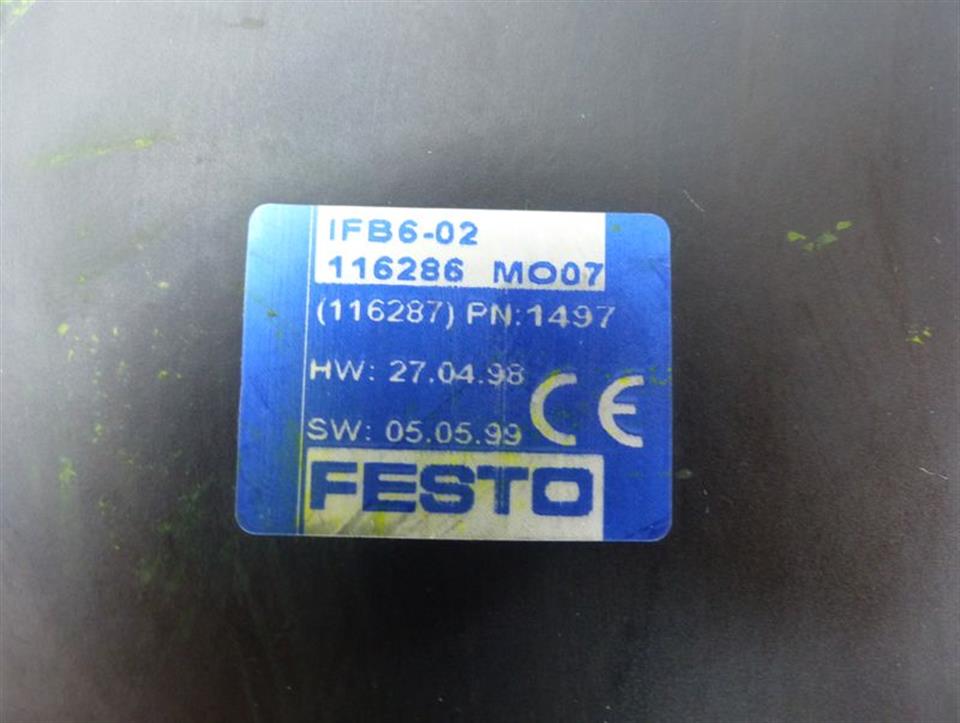 IFB6-02
116286 MO07
(116287) PN:1497
HW: 27.04.98
SW: 05.05.99
CE
FESTO